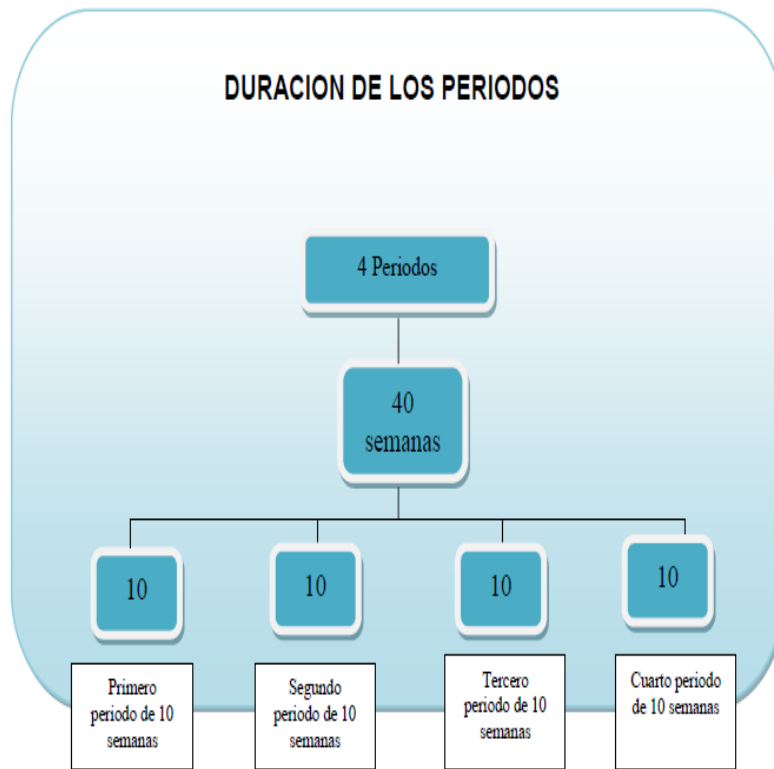 DURACION DE LOS PERIODOS
4 Periodos
40
semanas
10
10
10
10
Primero
periodo de 10
semanas
Segundo
periodo de 10
semanas
Tercero
periodo de 10
semanas
Cuarto periodo
de 10 semanas